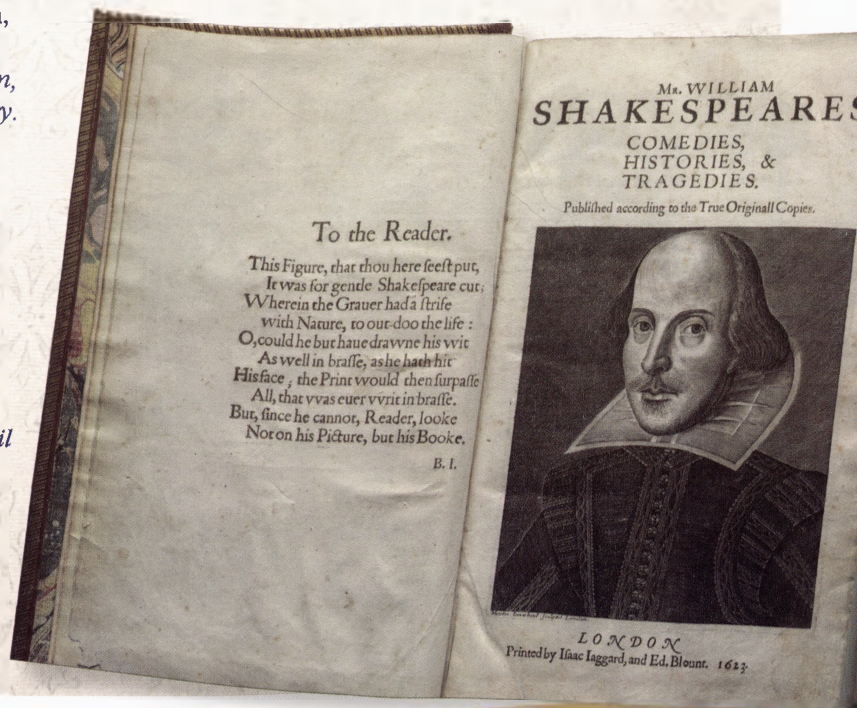 n,
y.
il
To the Reader.
This Figure, that thou here ſeeſt put,
It was for gentle Shakeſpeare cut;
Wherein the Grauer had a ſtrife
with Nature, to out-doo the life :
O, could he but haue drawne his wit
As well in braſſe, as he hath hit
His face ; the Print would then ſurpaſſe
All, that vvas euer vvrit in braſſe.
But, ſince he cannot, Reader, looke
Not on his Picture, but his Booke.
B. I.
Mr. WILLIAM
SHAKESPEARES
COMEDIES,
HISTORIES, &
TRAGEDIES.
Publiſhed according to the True Originall Copies.
LONDON
Printed by Iſaac Iaggard, and Ed. Blount. 1623.